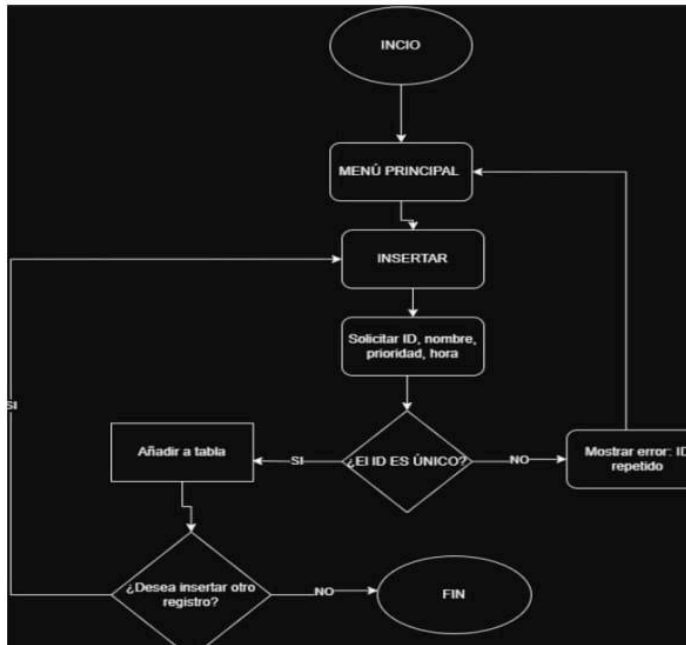 INCIO
MENÚ PRINCIPAL
INSERTAR
Solicitar ID, nombre,
prioridad, hora
SI
Añadir a tabla
SI
¿El ID ES ÚNICO?
NO
Mostrar error: ID
repetido
¿Desea insertar otro
registro?
NO
FIN